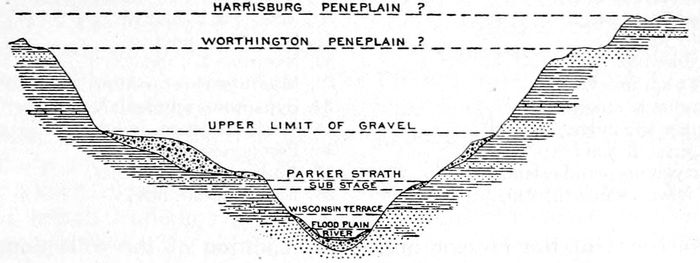 HARRISBURG PENEPLAIN ?
WORTHINGTON PENEPLAIN ?
UPPER LIMIT OF GRAVEL
PARKER STRATH
SUB STAGE
WISCONSIN TERRACE
FLOOD PLAIN
RIVER